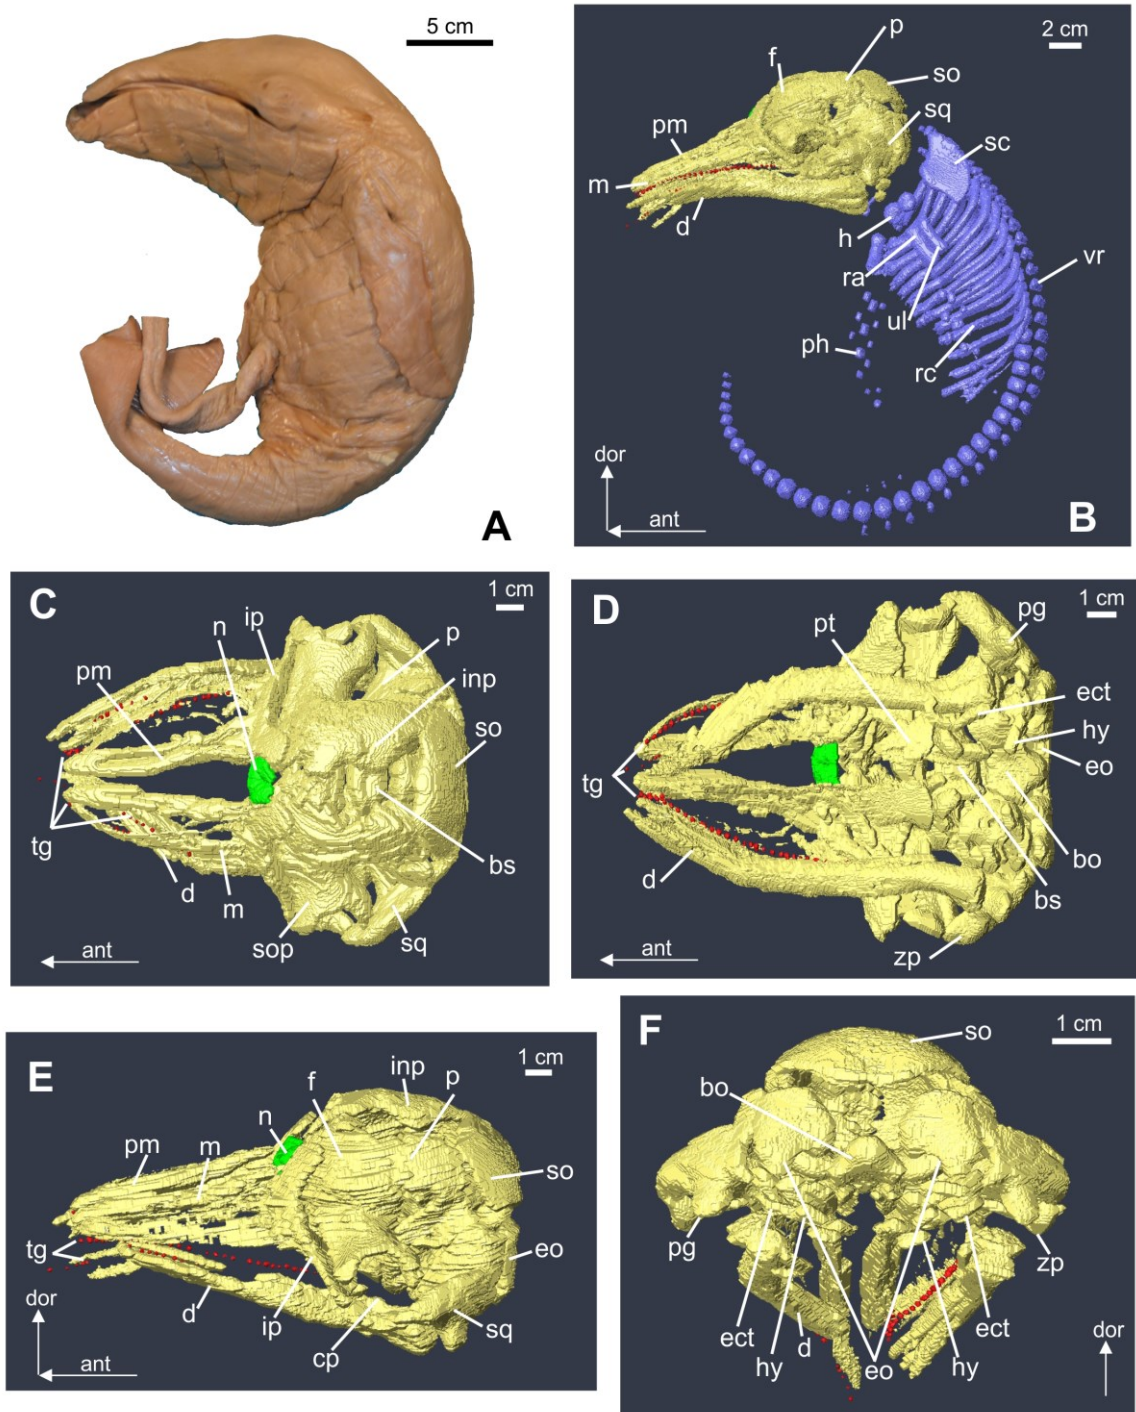 5 cm
A
2 cm
p
f
so
sq
pm
sc
m
h
d
vr
ra
ul
ph
rc
dor
ant
B
C
1 cm
n
ip
p
pm
inp
so
tg
bs
d
m
sop
sq
ant
D
1 cm
pg
pt
ect
hy
eo
tg
bo
d
bs
zp
ant
E
1 cm
inp
f
p
n
pm
m
so
tg
eo
dor
d
ip
sq
cp
ant
F
so
1 cm
bo
pg
zp
ect
d
ect
dor
hy
eo
hy